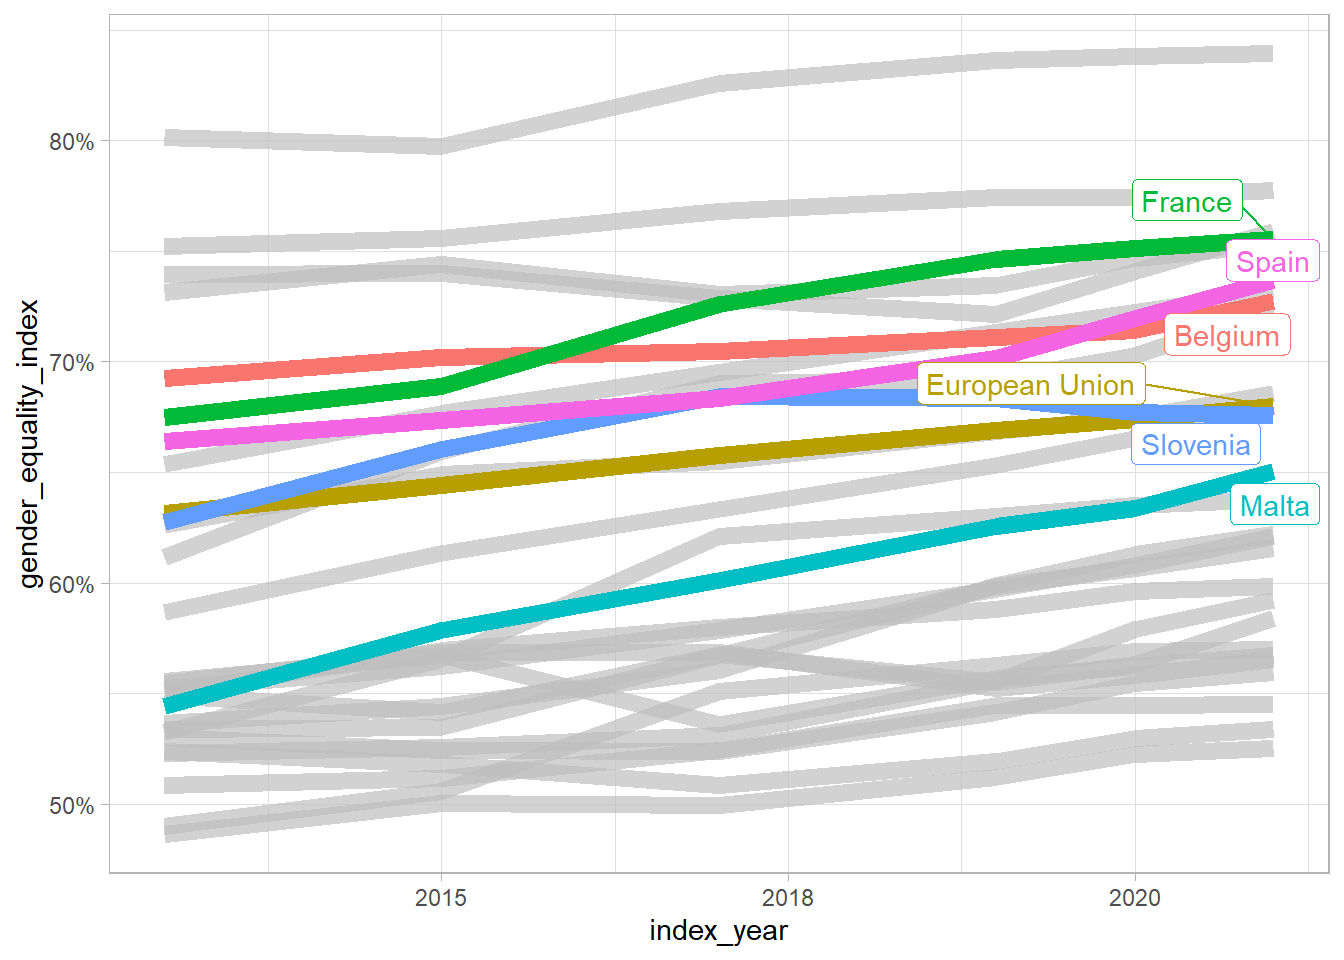 80%
70%
60%
50%
gender_equality_index
France
Spain
Belgium
European Union
Slovenia
Malta
2015
2018
2020
index_year